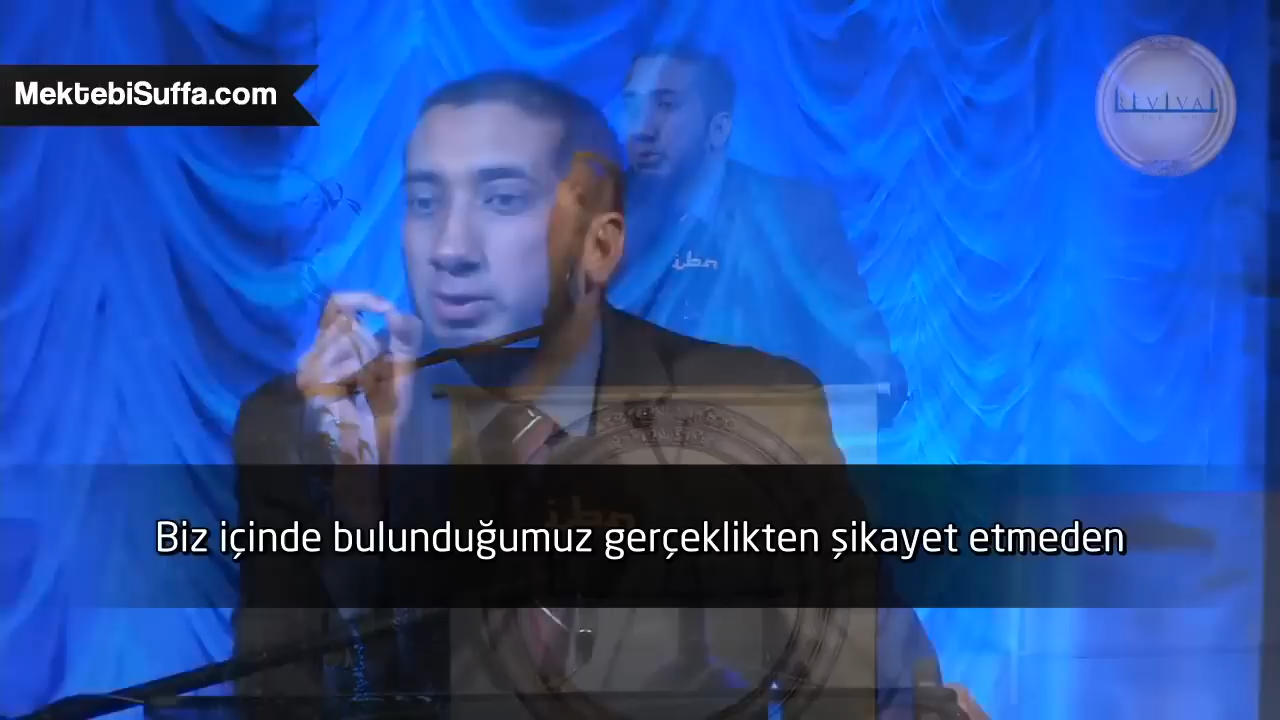 MektebiSuffa.com
REVIVAL
Biz içinde bulunduğumuz gerçeklikten şikayet etmeden